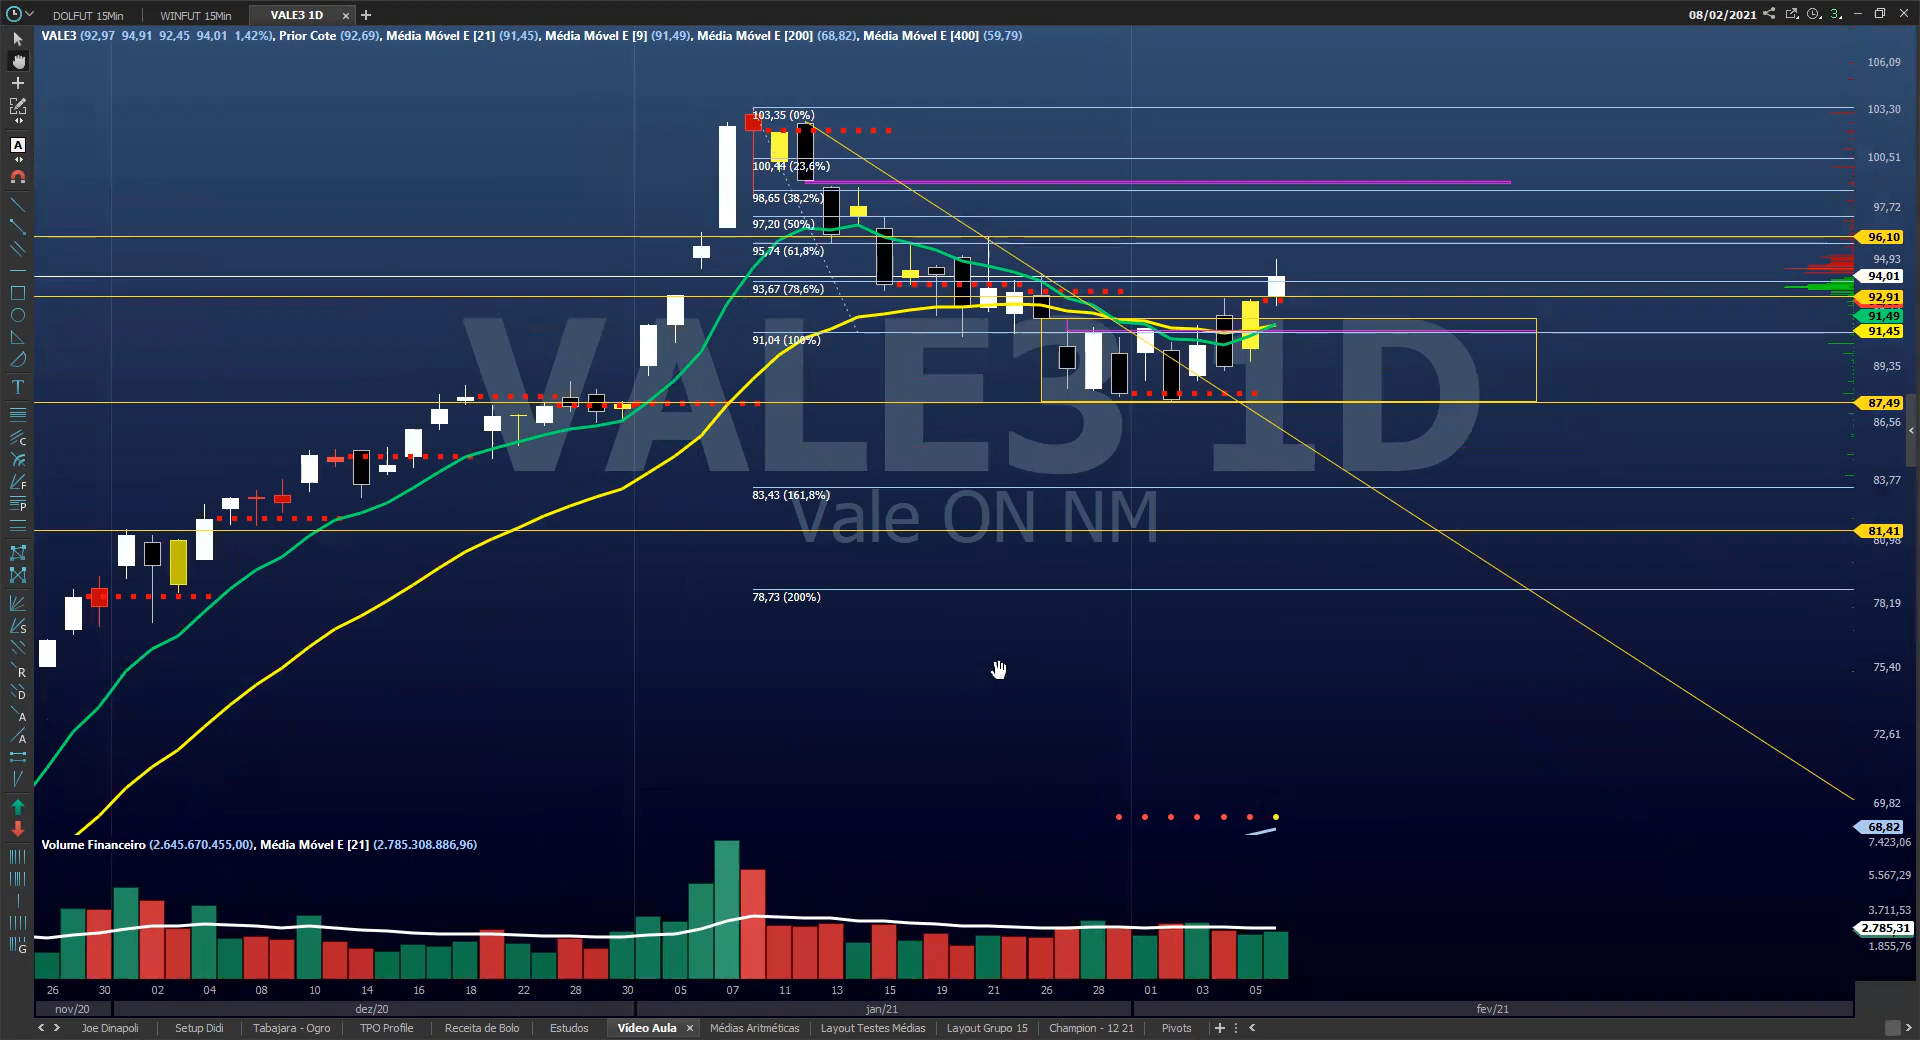 DOLFUT 15Min
WINFUT 15Min
VALE3 1D
08/02/2021
3
VALE3 (92,97 94,91 92,45 94,01 1,42%), Prior Cote (92,69), Média Móvel E [21] (91,45), Média Móvel E [9] (91,49), Média Móvel E [200] (68,82), Média Móvel E [400] (59,79)
106,09
103,30
100,51
97,72
96,10
94,93
94,01
92,91
91,49
91,45
89,35
87,49
86,56
83,77
81,41
80,98
78,19
75,40
72,61
69,82
68,82
103,35 (0%)
100,44 (23,6%)
98,65 (38,2%)
97,20 (50%)
95,74 (61,8%)
93,67 (78,6%)
91,04 (100%)
83,43 (161,8%)
78,73 (200%)
VALE3 1D
Vale ON NM
A
T
C
F
P
S
R
D
A
A
G
Volume Financeiro (2.645.670.455,00), Média Móvel E [21] (2.785.308.886,96)
7.423,06
5.567,29
3.711,53
2.785,31
1.855,76
26 30 02 04 08 10 14 16 18 22 28 30 05 07 11 13 15 19 21 26 28 01 03 05
nov/20 dez/20 jan/21 fev/21
Joe Dinapoli Setup Didi Tabajara - Ogro TPO Profile Receita de Bolo Estudos Vídeo Aula Médias Aritméticas Layout Testes Médias Layout Grupo 15 Champion - 12 21 Pivots